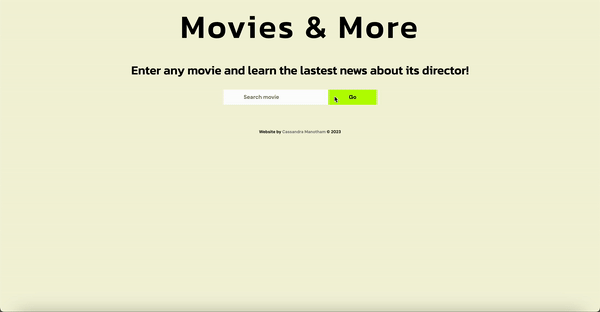 Movies & More
Enter any movie and learn the lastest news about its director!
Search movie
Go
Website by Cassandra Manotham © 2023